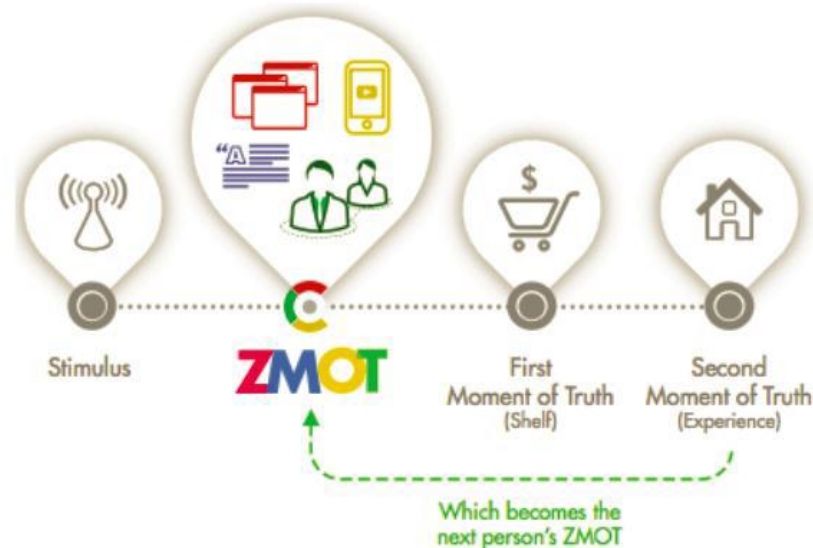 "A
$
Stimulus
ZMOT
First
Moment of Truth
(Shelf)
Second
Moment of Truth
(Experience)
Which becomes the
next person's ZMOT